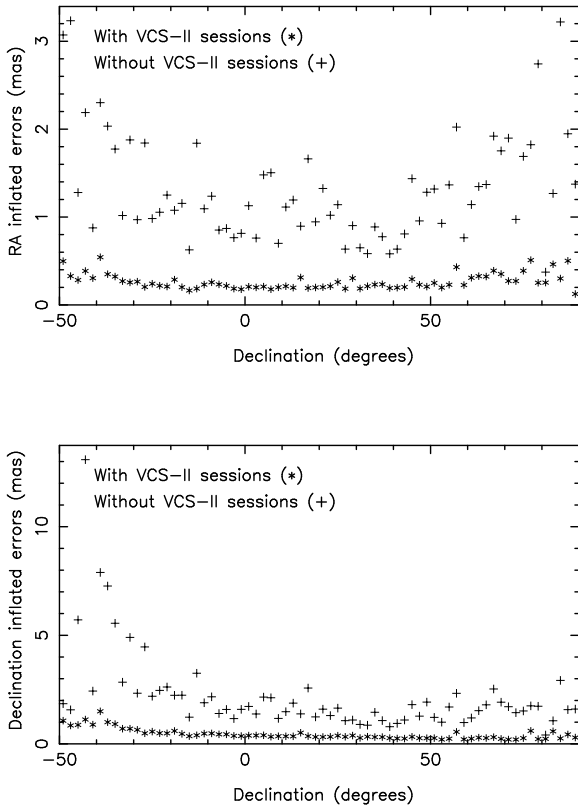 3
With VCS-II sessions (*)
Without VCS-II sessions (+)
2
1
0
RA inflated errors (mas)
-50 0 50
Declination (degrees)
With VCS-II sessions (*)
Without VCS-II sessions (+)
10
5
0
Declination inflated errors (mas)
-50 0 50
Declination (degrees)